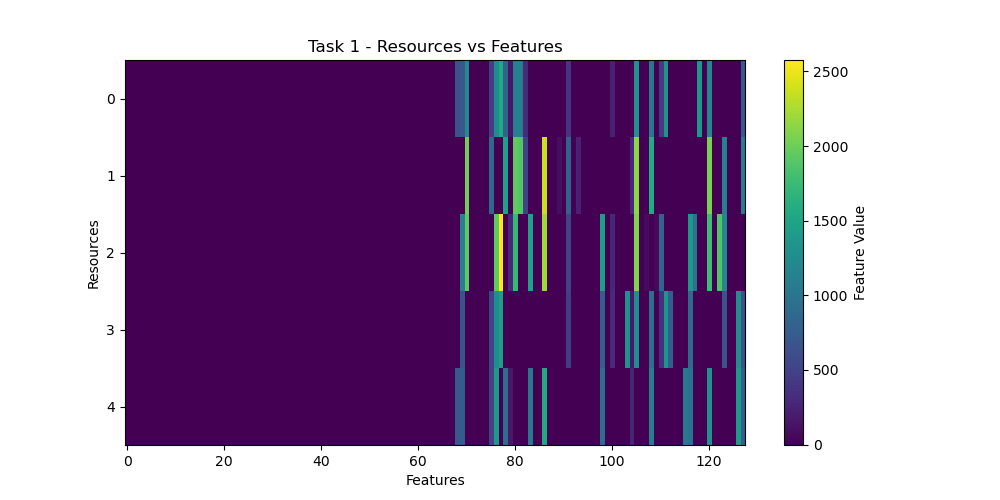 Task 1 - Resources vs Features
Resources
0
1
2
3
4
0 20 40 60 80 100 120
Features
2500
2000
1500
1000
500
0
Feature Value